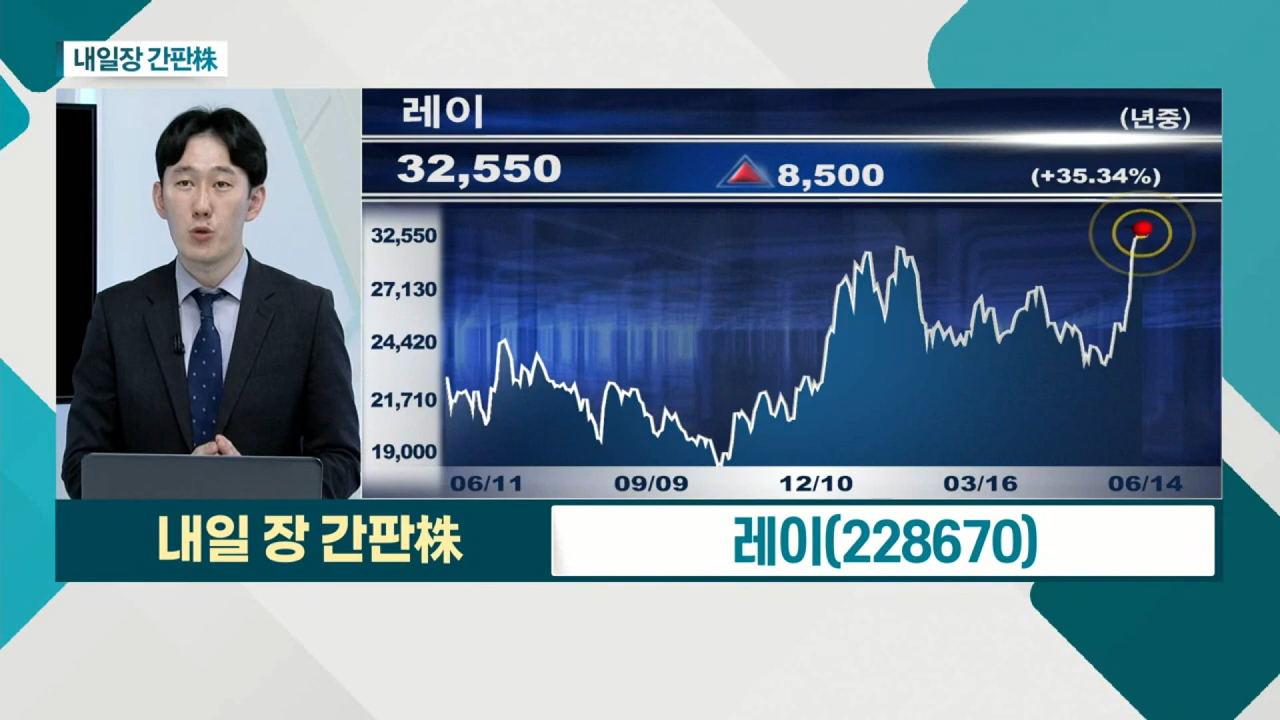 내일장 간판株
레이
(년중)
32,550 ▲ 8,500 (+35.34%)
32,550
27,130
24,420
21,710
19,000
06/11 09/09 12/10 03/16 06/14
내일 장 간판株
레이(228670)